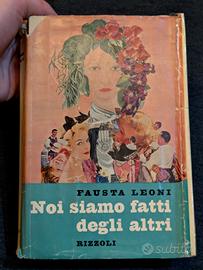 FAUSTA LEONI
Noi siamo fatti
degli altri
RIZZOLI
subito